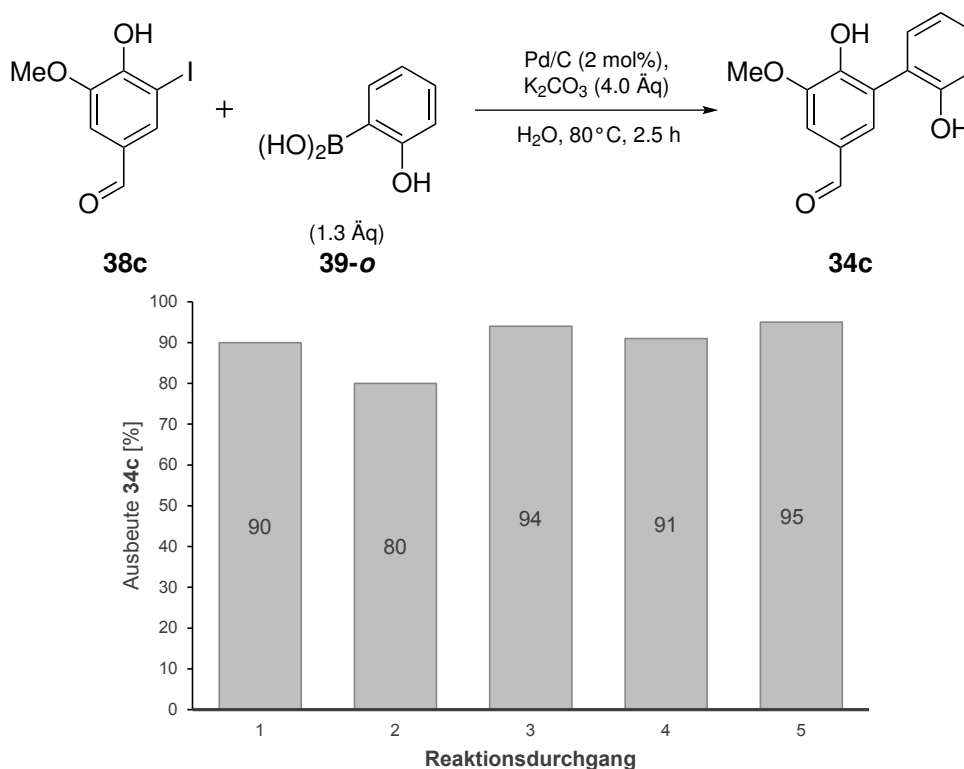 OH
MeO
I
O
+
(HO)₂B
OH
Pd/C (2 mol%),
K₂CO₃ (4.0 Äq)
H₂O, 80°C, 2.5 h
OH
MeO
OH
O
(1.3 Äq)
38c
39-o
34c
Ausbeute 34c [%]
100
90
80
70
60
50
40
30
20
10
0
90
80
94
91
95
1 2 3 4 5
Reaktionsdurchgang